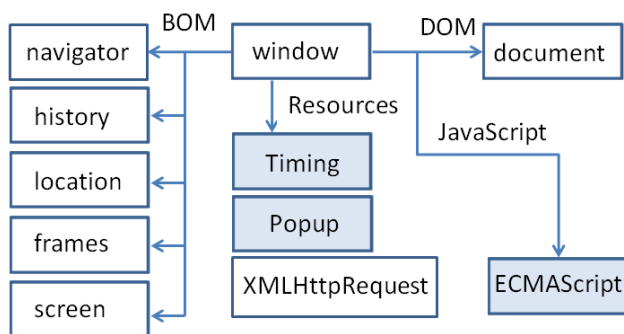 BOM
DOM
navigator
window
document
history
Resources
JavaScript
location
Timing
frames
Popup
XMLHttpRequest
ECMAScript
screen